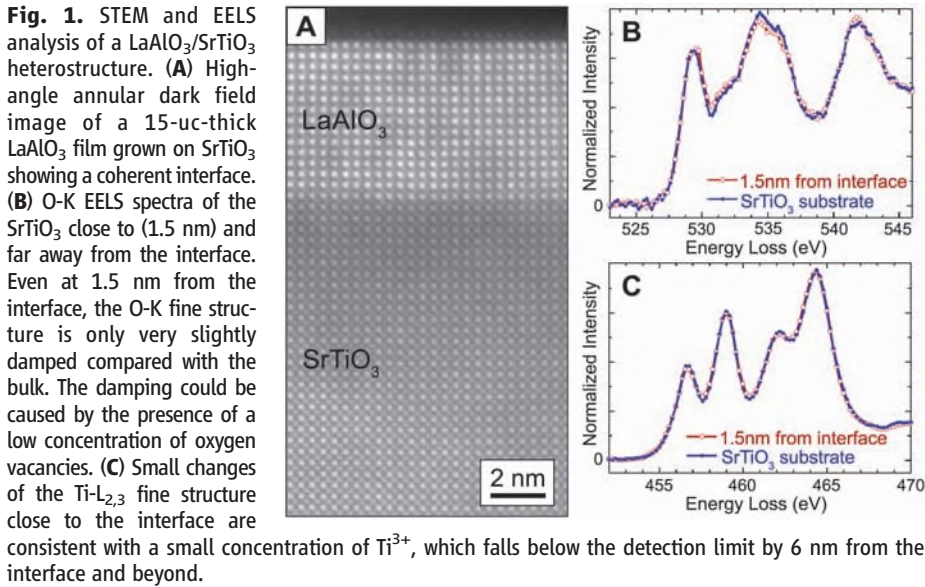 Fig. 1. STEM and EELS
analysis of a LaAlO₃/SrTiO₃
heterostructure. (A) High-
angle annular dark field
image of a 15-uc-thick
LaAlO₃ film grown on SrTiO₃
showing a coherent interface.
(B) O-K EELS spectra of the
SrTiO₃ close to (1.5 nm) and
far away from the interface.
Even at 1.5 nm from the
interface, the O-K fine struc-
ture is only very slightly
damped compared with the
bulk. The damping could be
caused by the presence of a
low concentration of oxygen
vacancies. (C) Small changes
of the Ti-L₂,₃ fine structure
close to the interface are
consistent with a small concentration of Ti³⁺, which falls below the detection limit by 6 nm from the
interface and beyond.
A
LaAlO₃
SrTiO₃
2 nm
B
Normalized Intensity
0
1.5nm from interface
SrTiO₃ substrate
525 530 535 540 545
Energy Loss (eV)
C
Normalized Intensity
0
1.5nm from interface
SrTiO₃ substrate
455 460 465 470
Energy Loss (eV)